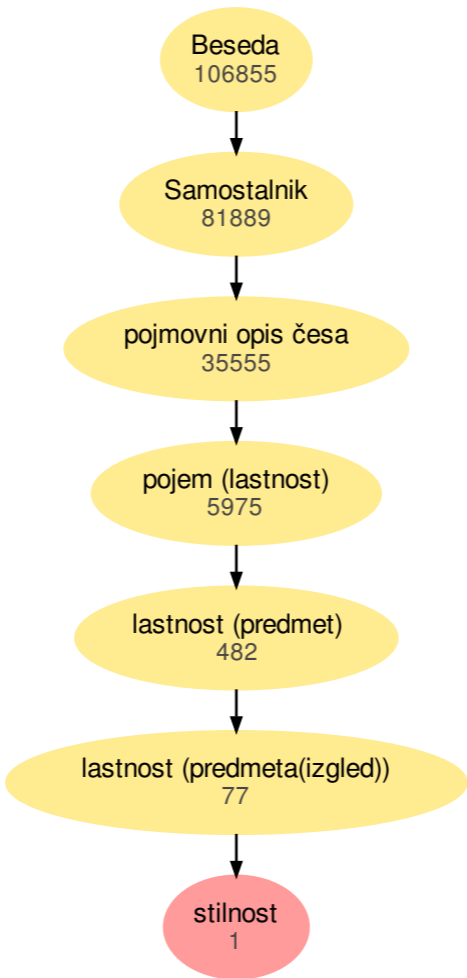 Beseda
106855
Samostalnik
81889
pojmovni opis česa
35555
pojem (lastnost)
5975
lastnost (predmet)
482
lastnost (predmeta(izgled))
77
stilnost
1